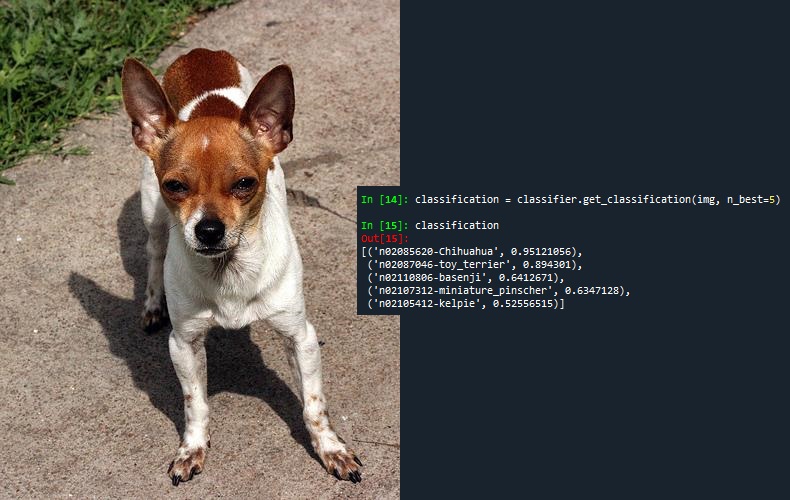 In [14]: classification = classifier.get_classification(img, n_best=5)
In [15]: classification
Out[15]:
[('n02085620-Chihuahua', 0.95121056),
('n02087046-toy_terrier', 0.894301),
('n02110806-basenji', 0.6412671),
('n02107312-miniature_pinscher', 0.6347128),
('n02105412-kelpie', 0.52556515)]